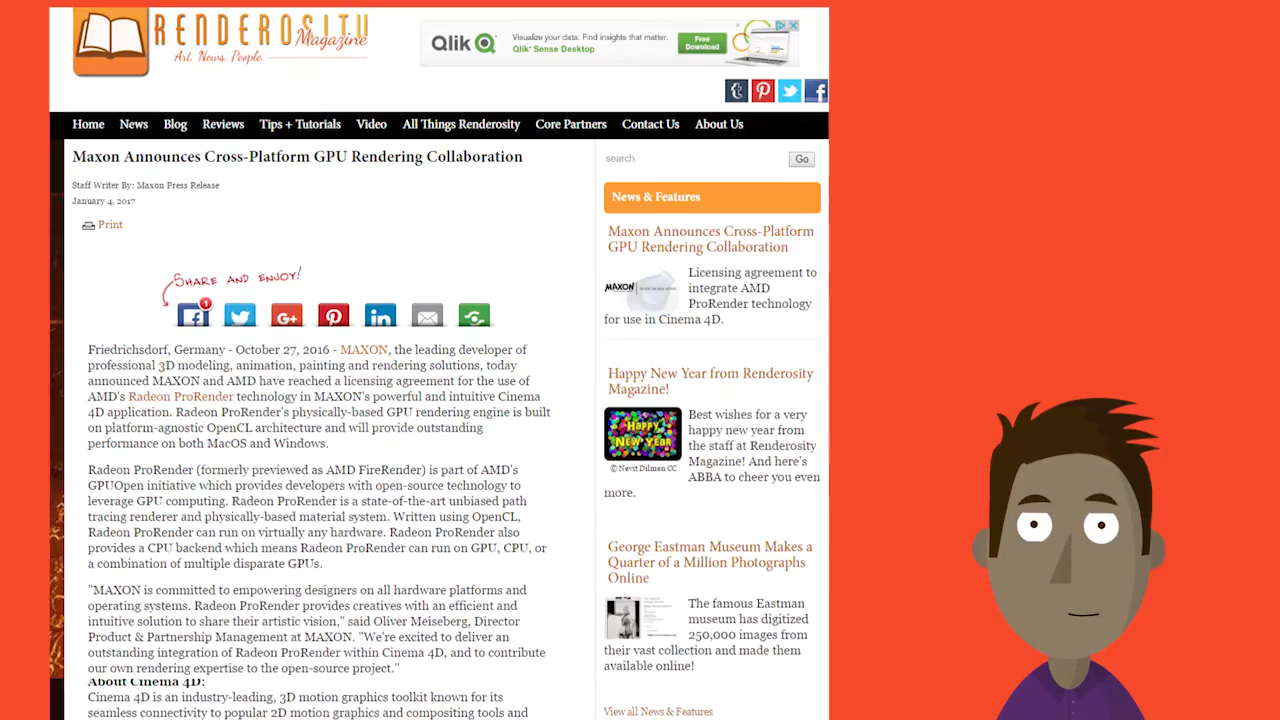 RENDEROSITY
Magazine
Art. News. People.
Qlik
Visualize your data. Find insights that matter.
Qlik Sense Desktop
Free
Download
Home News Blog Reviews Tips + Tutorials Video All Things Renderosity Core Partners Contact Us About Us
Maxon Announces Cross-Platform GPU Rendering Collaboration
Staff Writer By: Maxon Press Release
January 4, 2017
Print
SHARE AND ENJOY!
1
Friedrichsdorf, Germany - October 27, 2016 - MAXON, the leading developer of
professional 3D modeling, animation, painting and rendering solutions, today
announced MAXON and AMD have reached a licensing agreement for the use of
AMD's Radeon ProRender technology in MAXON's powerful and intuitive Cinema
4D application. Radeon ProRender's physically-based GPU rendering engine is built
on platform-agnostic OpenCL architecture and will provide outstanding
performance on both MacOS and Windows.
Radeon ProRender (formerly previewed as AMD FireRender) is part of AMD's
GPUOpen initiative which provides developers with open-source technology to
leverage GPU computing. Radeon ProRender is a state-of-the-art unbiased path
tracing renderer and physically-based material system. Written using OpenCL,
Radeon ProRender can run on virtually any hardware. Radeon ProRender also
provides a CPU backend which means Radeon ProRender can run on GPU, CPU, or
a combination of multiple disparate GPUs.
"MAXON is committed to empowering designers on all hardware platforms and
operating systems. Radeon ProRender provides creatives with an efficient and
intuitive solution to share their artistic vision," said Oliver Meiseberg, Director
Product & Partnership Management at MAXON. "We're excited to deliver an
outstanding integration of Radeon ProRender within Cinema 4D, and to contribute
our own rendering expertise to the open-source project."
About Cinema 4D:
Cinema 4D is an industry-leading, 3D motion graphics toolkit known for its
seamless connectivity to popular 2D motion graphics and compositing tools and
search
Go
News & Features
Maxon Announces Cross-Platform
GPU Rendering Collaboration
MAXON
Licensing agreement to
integrate AMD
ProRender technology
for use in Cinema 4D.
Happy New Year from Renderosity
Magazine!
HAPPY
NEW YEAR
© Nevit Dilmen CC
Best wishes for a very
happy new year from
the staff at Renderosity
Magazine! And here's
ABBA to cheer you even
more.
George Eastman Museum Makes a
Quarter of a Million Photographs
Online
The famous Eastman
museum has digitized
250,000 images from
their vast collection and made them
available online!
View all News & Features